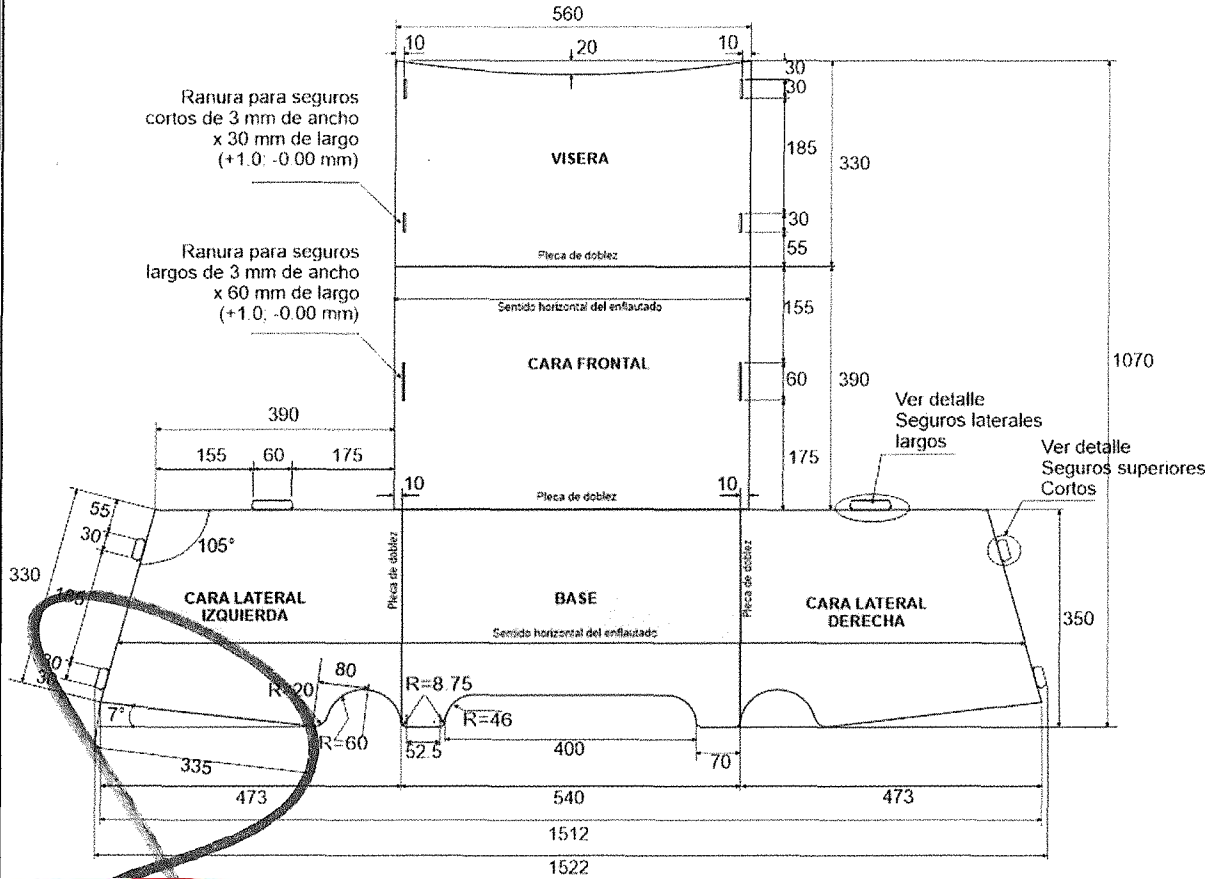 560
10
20
10
30
30
Ranura para seguros
cortos de 3 mm de ancho
x 30 mm de largo
(+1.0; -0.00 mm)
VISERA
185
330
30
55
Pleca de doblez
Ranura para seguros
largos de 3 mm de ancho
x 60 mm de largo
(+1.0; -0.00 mm)
Sentido horizontal del enflautado
155
CARA FRONTAL
60
390
1070
390
155
60
175
175
Ver detalle
Seguros laterales
largos
Ver detalle
Seguros superiores
Cortos
10
Pleca de doblez
10
55
30
105°
330
Pleca de doblez
Pleca de doblez
CARA LATERAL
IZQUIERDA
BASE
CARA LATERAL
DERECHA
350
Sentido horizontal del enflautado
30
80
R=20
R=8.75
7°
R=60
R=46
52.5
400
70
335
473
540
473
1512
1522